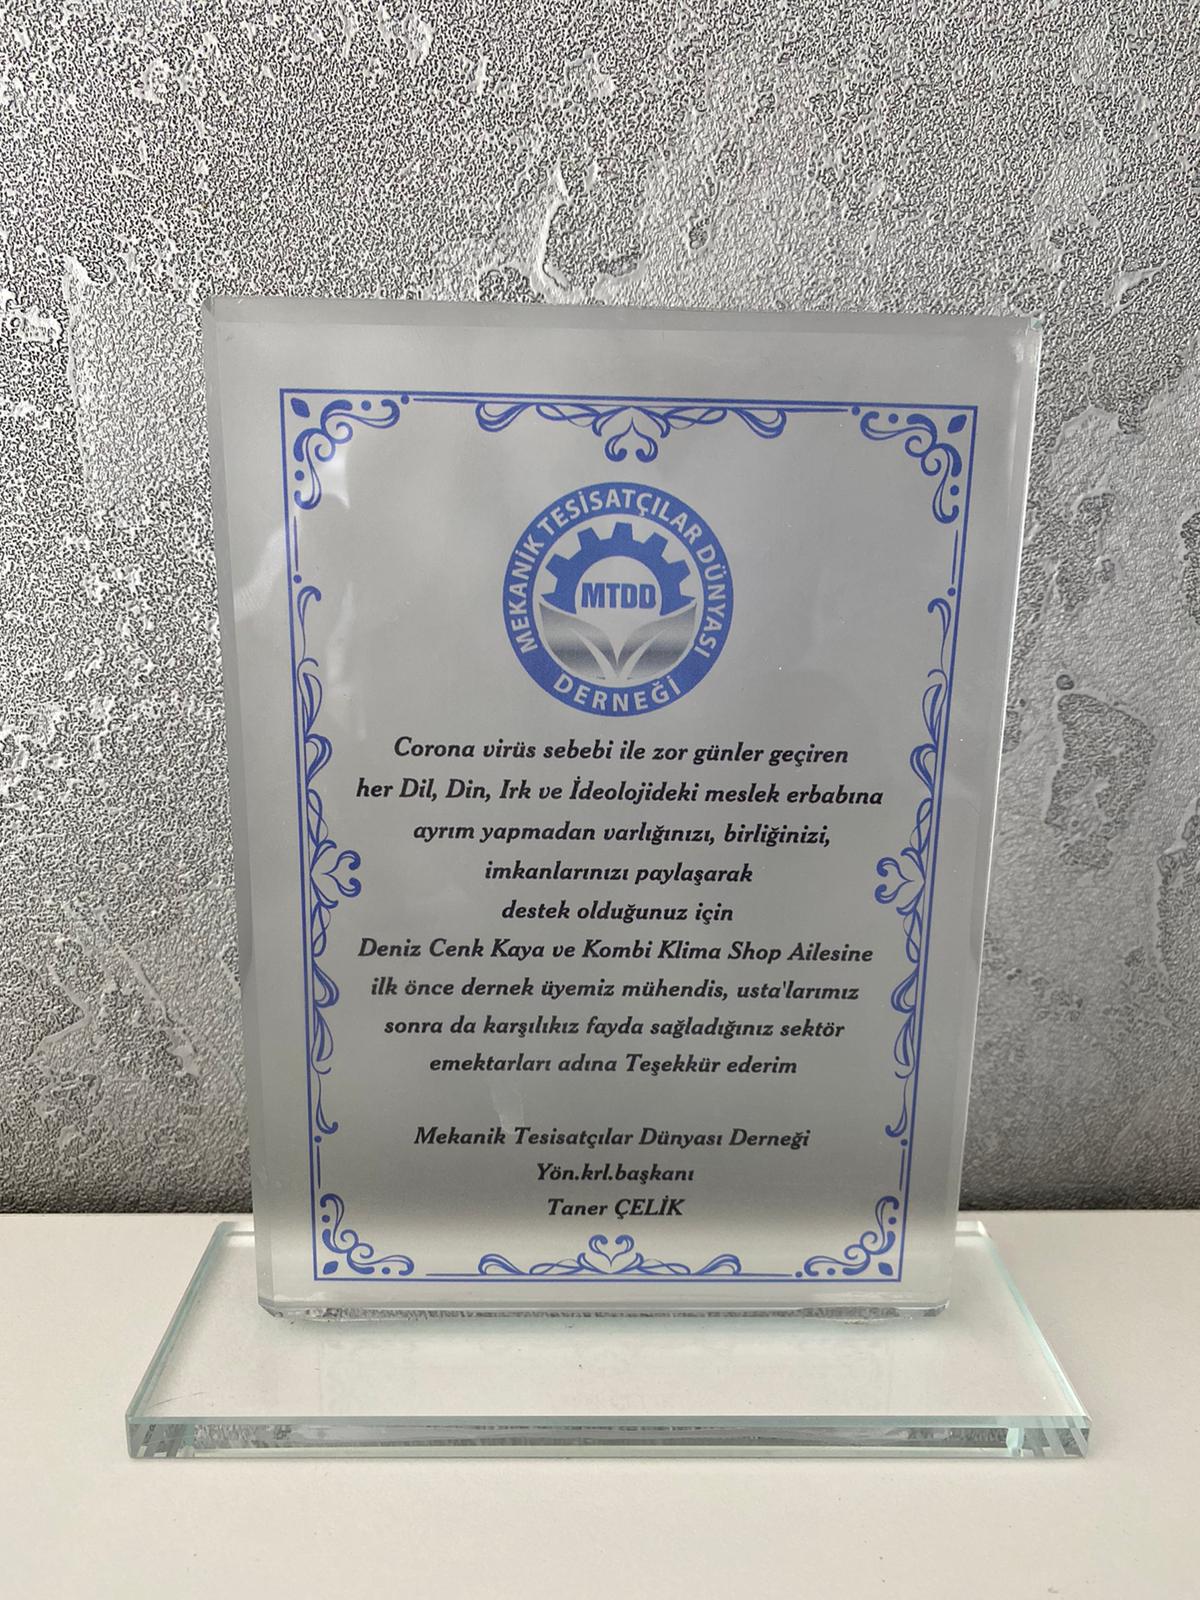 MEKANİK TESİSATÇILAR DÜNYASI
MTDD
DERNEĞİ
Corona virüs sebebi ile zor günler geçiren
her Dil, Din, Irk ve İdeolojideki meslek erbabına
ayrım yapmadan varlığınızı, birliğinizi,
imkanlarınızı paylaşarak
destek olduğunuz için
Deniz Cenk Kaya ve Kombi Klima Shop Ailesine
ilk önce dernek üyemiz mühendis, usta'larımız
sonra da karşılıkız fayda sağladığınız sektör
emektarları adına Teşekkür ederim
Mekanik Tesisatçılar Dünyası Derneği
Yön.krl.başkanı
Taner ÇELİK